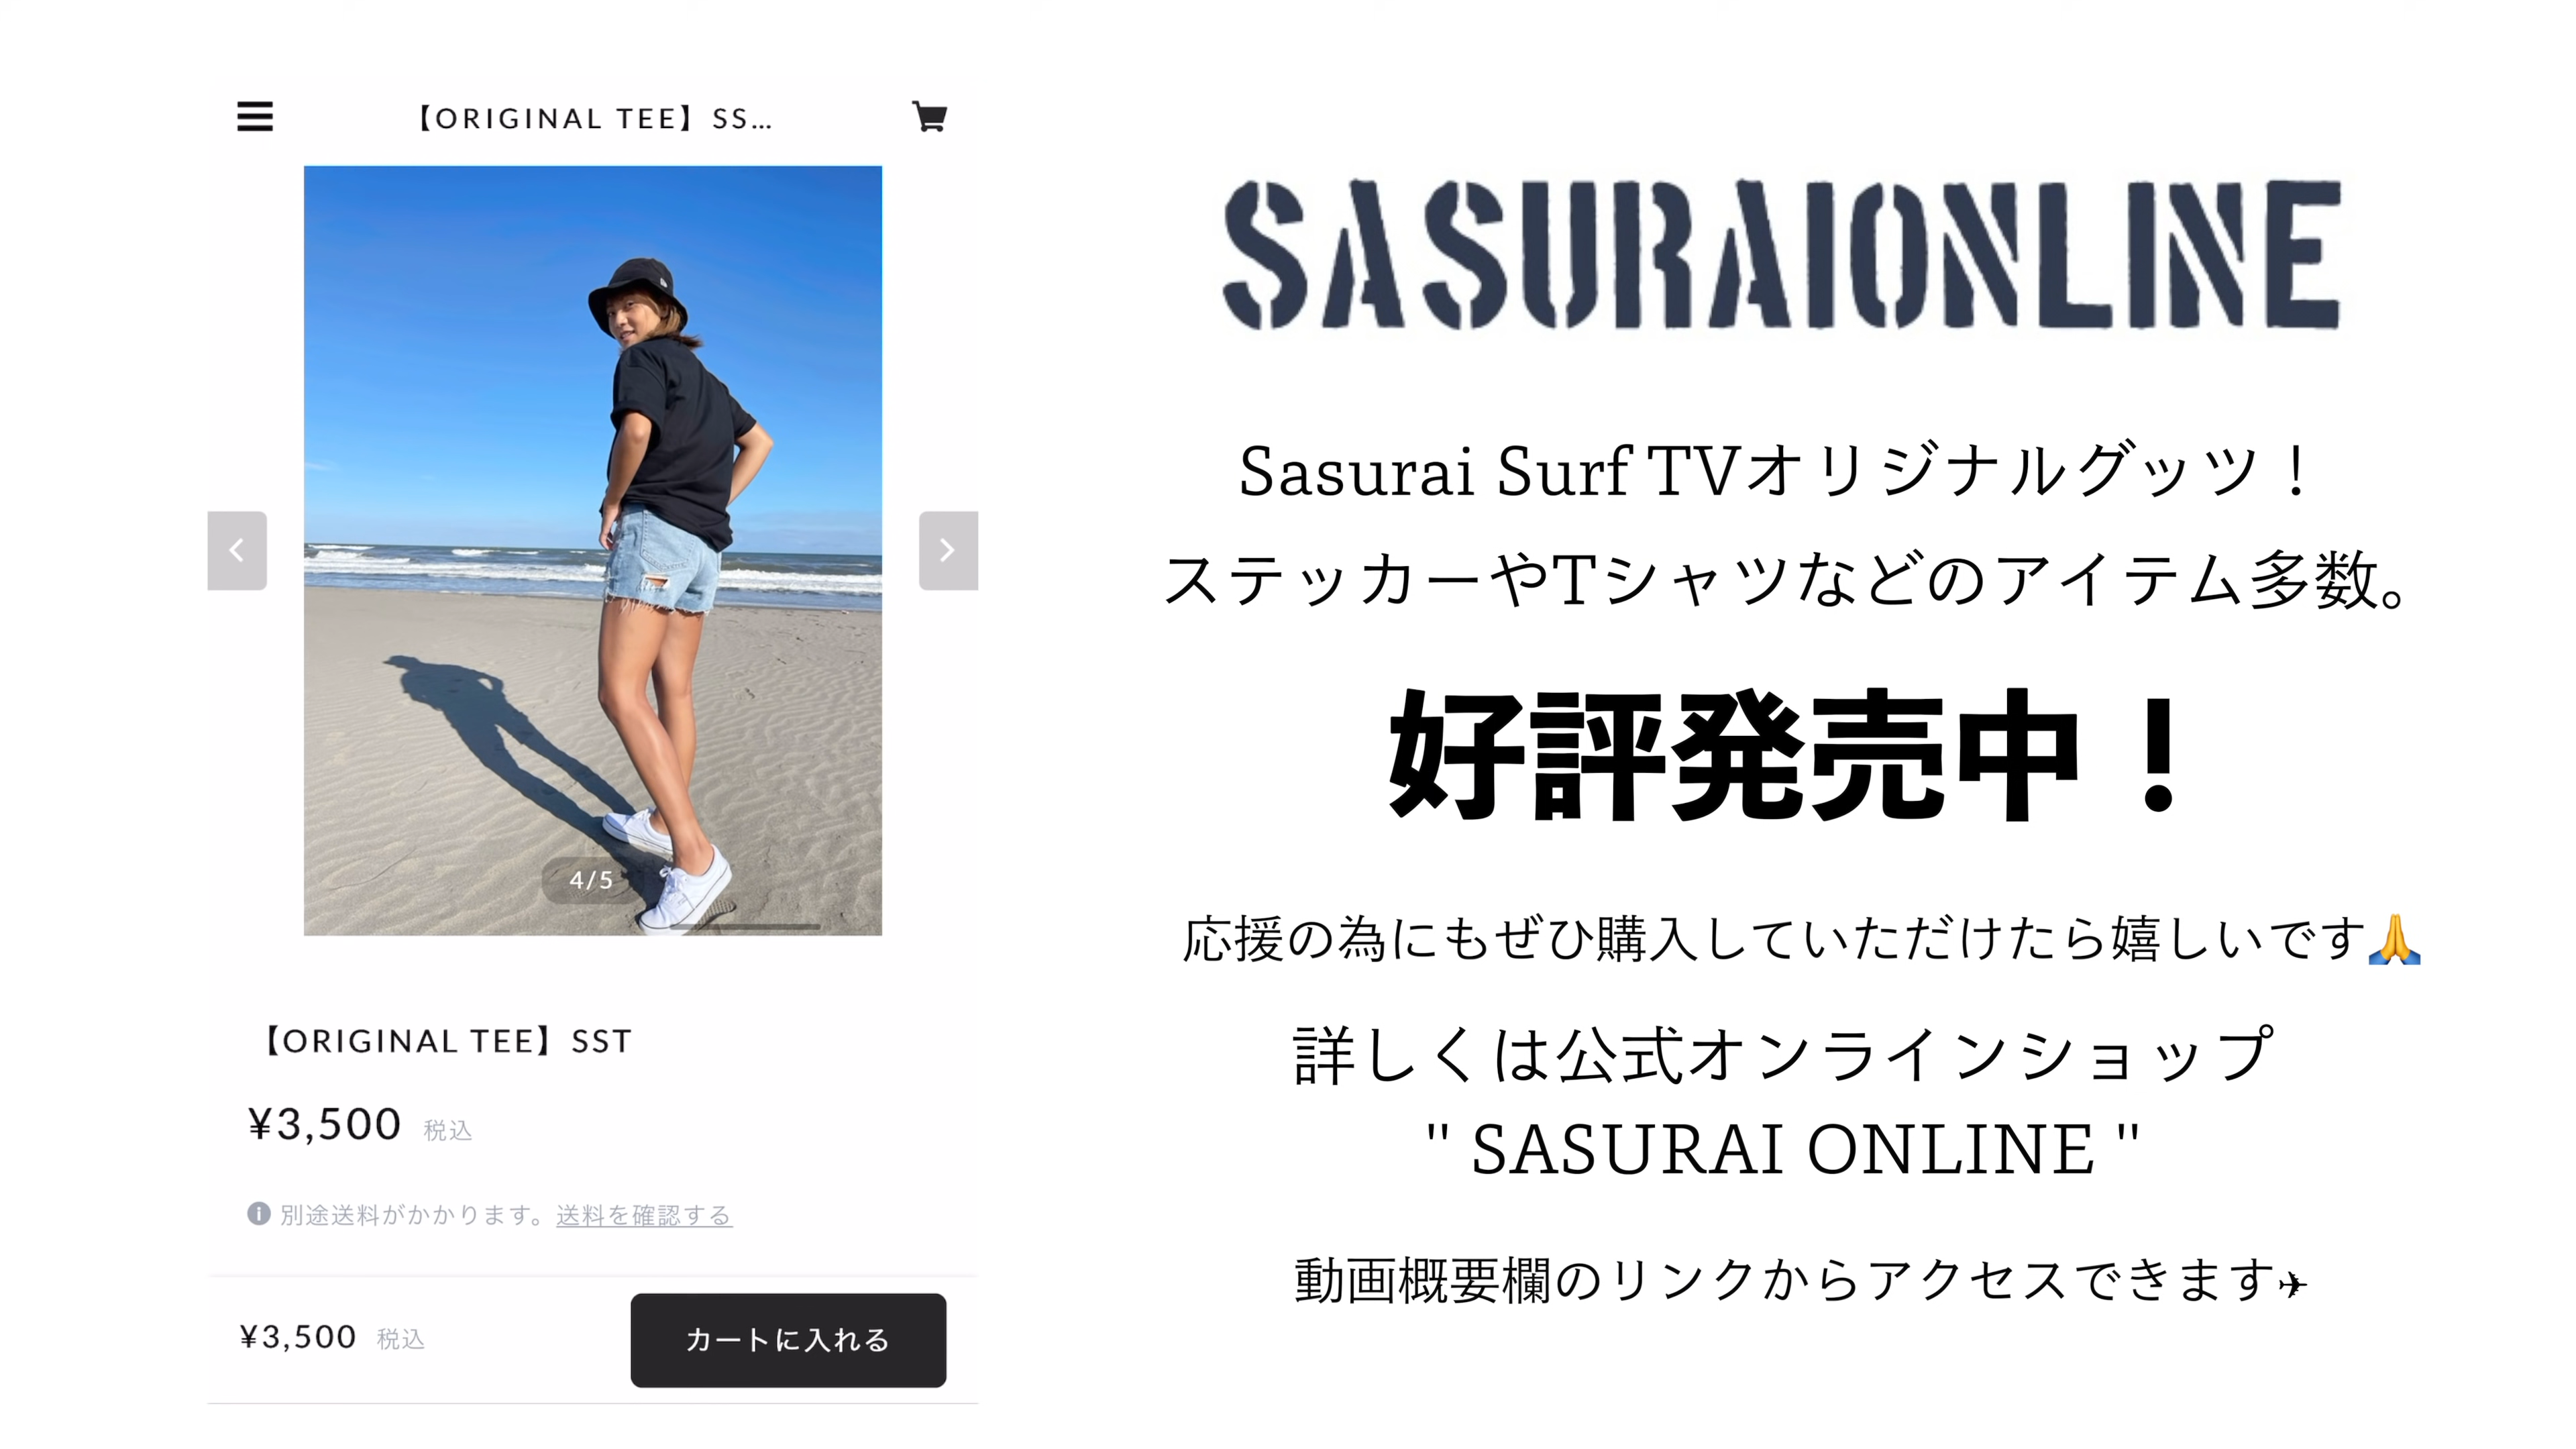 【ORIGINAL TEE】SS...
4/5
【ORIGINAL TEE】SST
¥3,500 税込
別途送料がかかります。送料を確認する
¥3,500 税込
カートに入れる
SASURAIONLINE
Sasurai Surf TVオリジナルグッツ！
ステッカーやTシャツなどのアイテム多数。
好評発売中！
応援の為にもぜひ購入していただけたら嬉しいです🙏
詳しくは公式オンラインショップ
" SASURAI ONLINE "
動画概要欄のリンクからアクセスできます✈